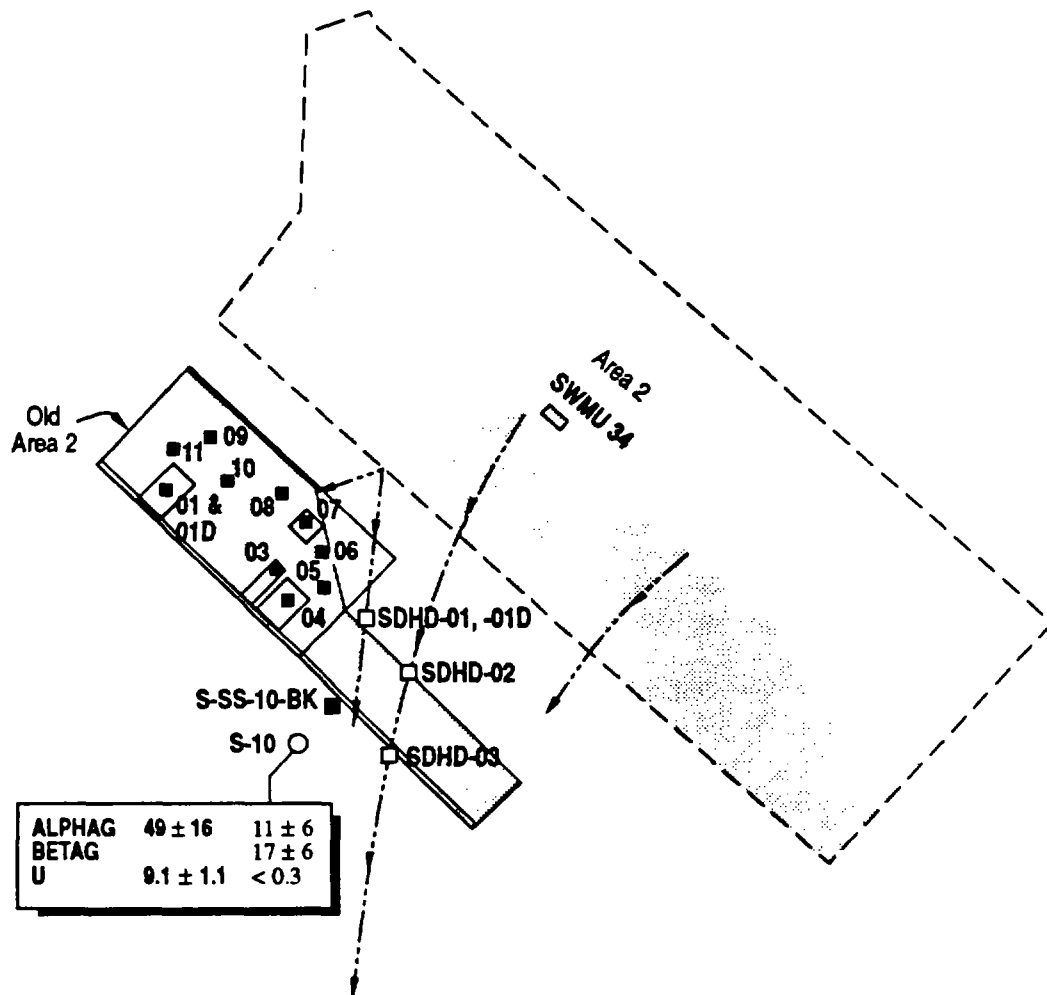 Area 2
SWMU 34
Old
Area 2
09
11
10
01 &
01D
08
07
06
03
05
04
SDHD-01, -01D
SDHD-02
S-SS-10-BK
S-10
SDHD-03
ALPHAG 49 ± 16 11 ± 6
BETAG 17 ± 6
U 9.1 ± 1.1 < 0.3